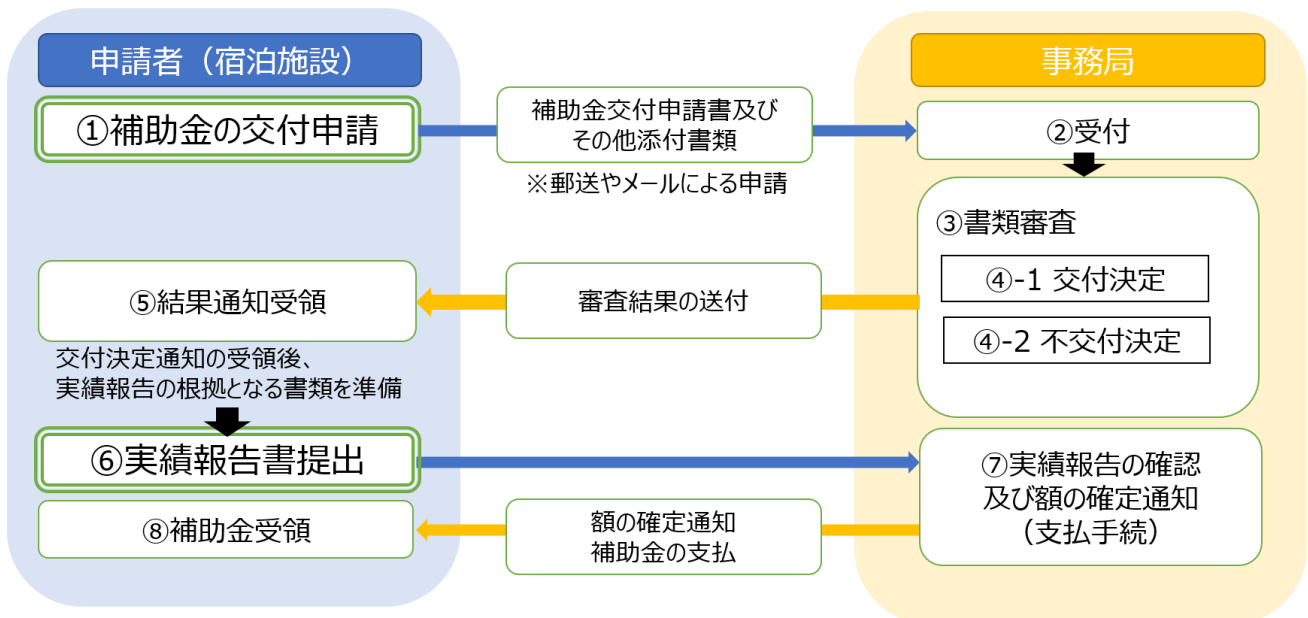 申請者（宿泊施設）
事務局
①補助金の交付申請
補助金交付申請書及び
その他添付書類
※郵送やメールによる申請
②受付
③書類審査
④-1 交付決定
④-2 不交付決定
審査結果の送付
⑤結果通知受領
交付決定通知の受領後、
実績報告の根拠となる書類を準備
⑥実績報告書提出
⑦実績報告の確認
及び額の確定通知
（支払手続）
額の確定通知
補助金の支払
⑧補助金受領